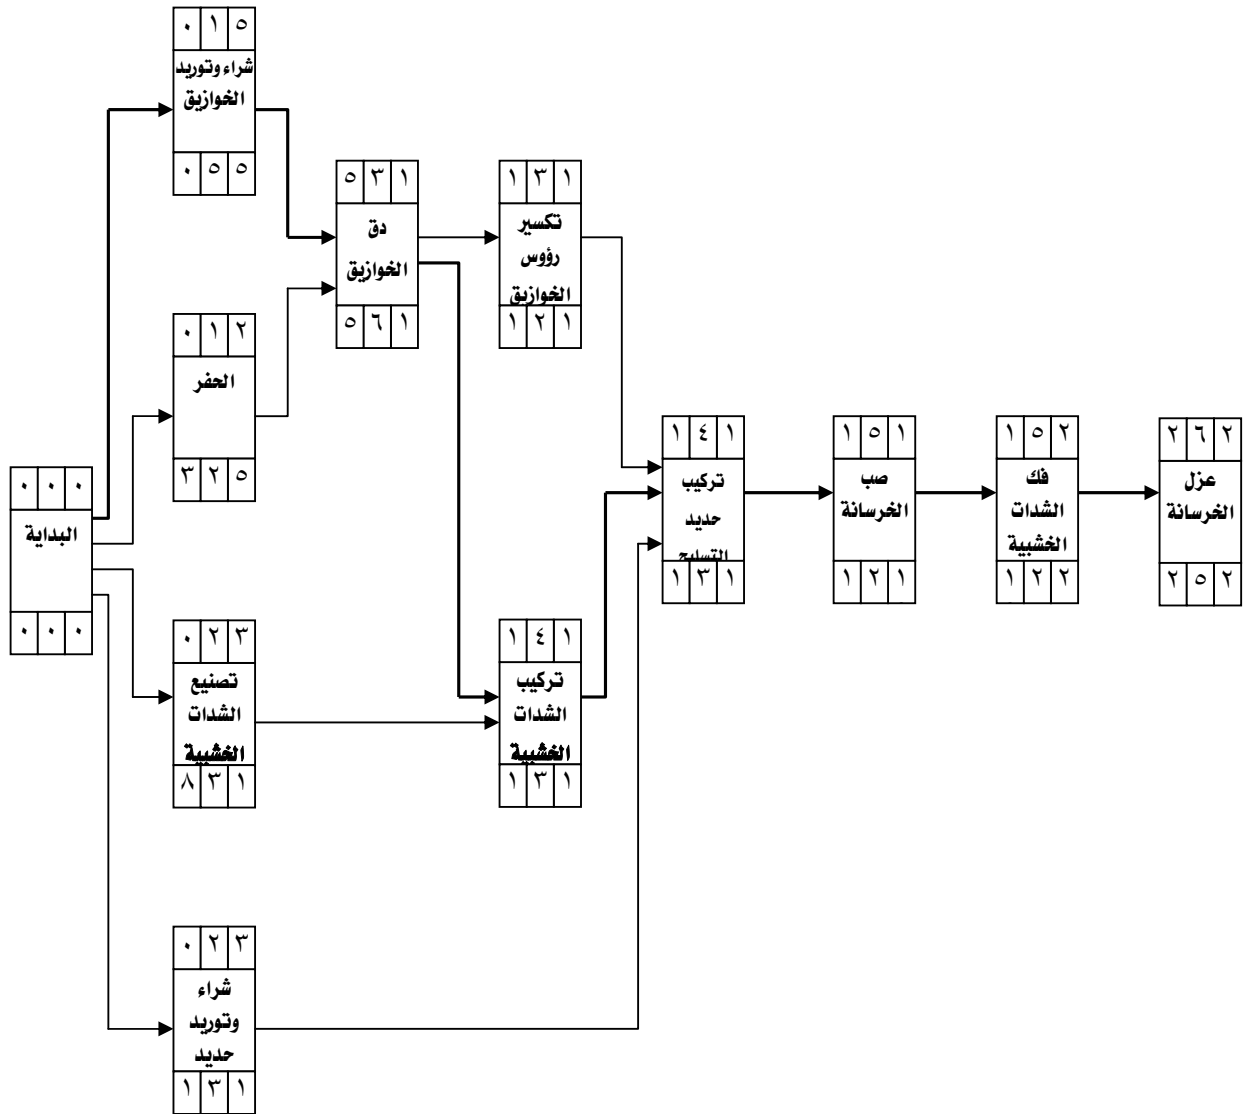 ٠ ١ ٥
شراء وتوريد
الخوازيق
٠ ٥ ٥
٥ ٣ ١
دق
الخوازيق
٥ ٦ ١
١ ٣ ١
تكسير
رؤوس
الخوازيق
١ ٢ ١
٠ ١ ٢
الحفر
٣ ٢ ٥
٠ ٠ ٠
البداية
٠ ٠ ٠
١ ٤ ١
تركيب
حديد
التسليح
١ ٣ ١
١ ٥ ١
صب
الخرسانة
١ ٢ ١
١ ٥ ٢
فك
الشدات
الخشبية
١ ٢ ٢
٢ ٦ ٢
عزل
الخرسانة
٢ ٥ ٢
٠ ٢ ٣
تصنيع
الشدات
الخشبية
٨ ٣ ١
١ ٤ ١
تركيب
الشدات
الخشبية
١ ٣ ١
٠ ٢ ٣
شراء
وتوريد
حديد
١ ٣ ١